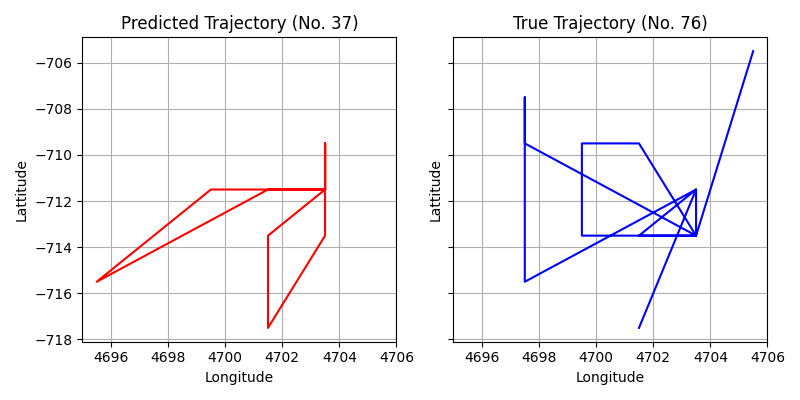 Predicted Trajectory (No. 37)
True Trajectory (No. 76)
−706
−708
−710
−712
−714
−716
−718
Lattitude
Lattitude
4696 4698 4700 4702 4704 4706
4696 4698 4700 4702 4704 4706
Longitude
Longitude